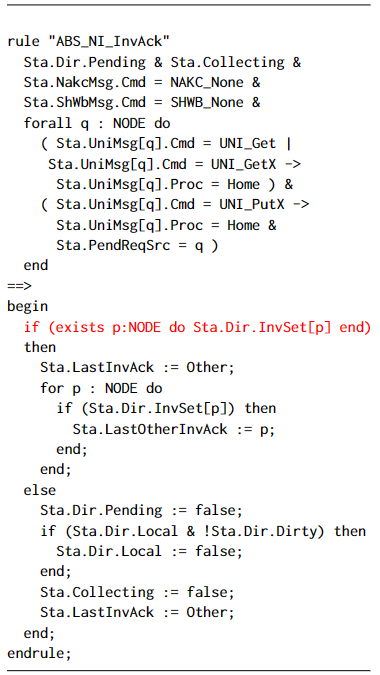 rule "ABS_NI_InvAck"
  Sta.Dir.Pending & Sta.Collecting &
  Sta.NakcMsg.Cmd = NAKC_None &
  Sta.ShWbMsg.Cmd = SHWB_None &
  forall q : NODE do
    ( Sta.UniMsg[q].Cmd = UNI_Get |
     Sta.UniMsg[q].Cmd = UNI_GetX ->
      Sta.UniMsg[q].Proc = Home ) &
    ( Sta.UniMsg[q].Cmd = UNI_PutX ->
      Sta.UniMsg[q].Proc = Home &
      Sta.PendReqSrc = q )
  end
==>
begin
  if (exists p:NODE do Sta.Dir.InvSet[p] end)
  then
    Sta.LastInvAck := Other;
    for p : NODE do
      if (Sta.Dir.InvSet[p]) then
        Sta.LastOtherInvAck := p;
      end;
    end;
  else
    Sta.Dir.Pending := false;
    if (Sta.Dir.Local & !Sta.Dir.Dirty) then
      Sta.Dir.Local := false;
    end;
    Sta.Collecting := false;
    Sta.LastInvAck := Other;
  end;
endrule;